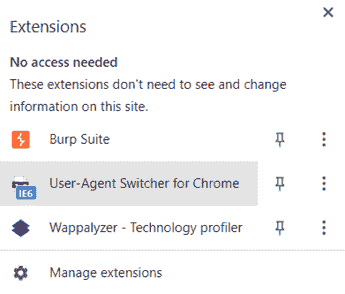 Extensions
No access needed
These extensions don't need to see and change
information on this site.
Burp Suite
User-Agent Switcher for Chrome
IE6
Wappalyzer - Technology profiler
Manage extensions